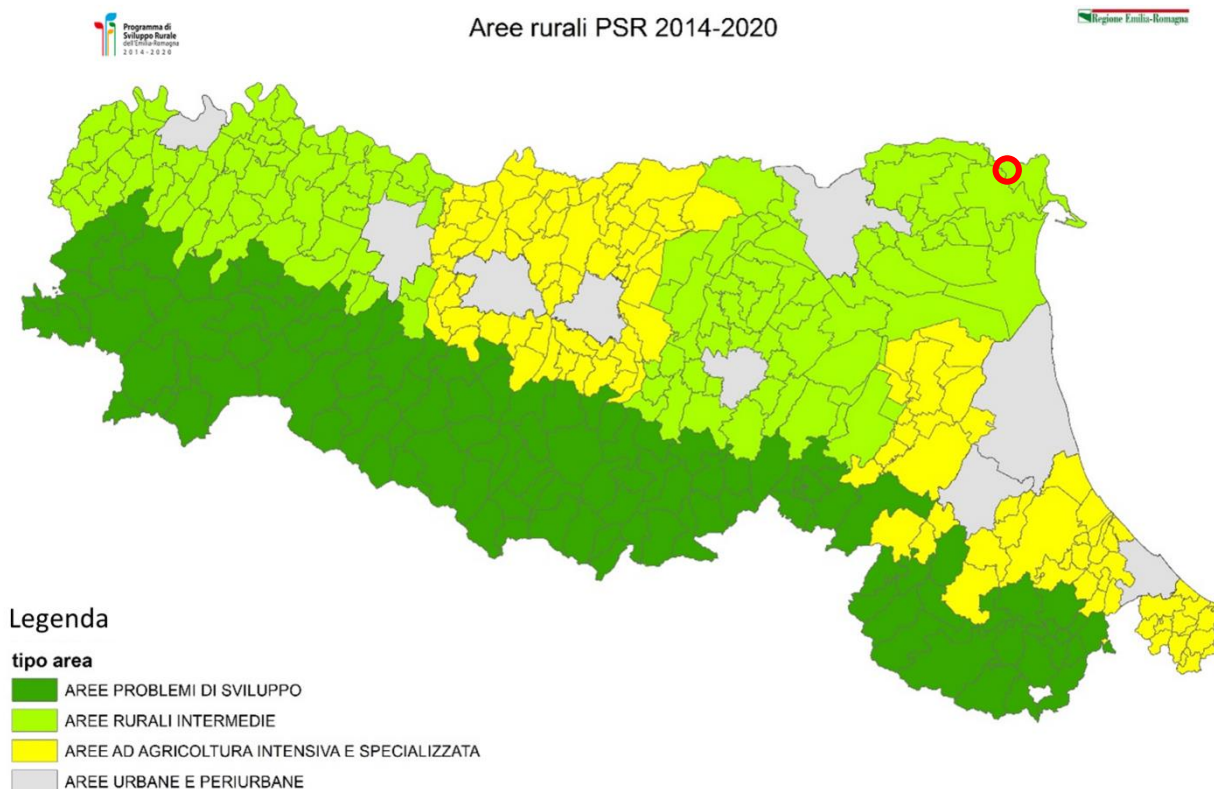 Programma di
Sviluppo Rurale
dell'Emilia-Romagna
2014-2020
Aree rurali PSR 2014-2020
Regione Emilia-Romagna
Legenda
tipo area
AREE PROBLEMI DI SVILUPPO
AREE RURALI INTERMEDIE
AREE AD AGRICOLTURA INTENSIVA E SPECIALIZZATA
AREE URBANE E PERIURBANE